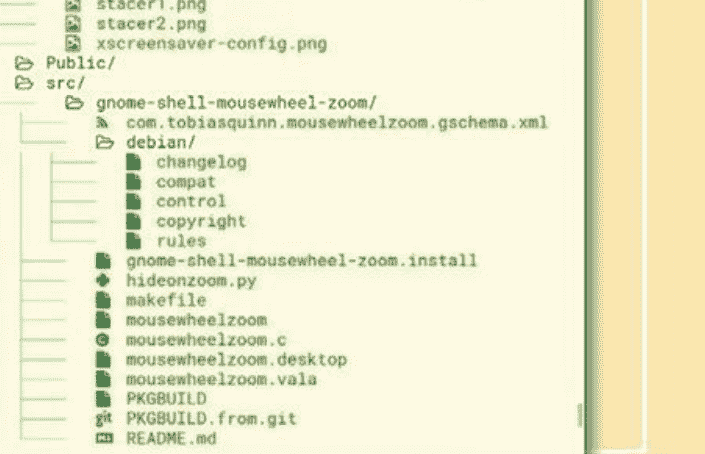 stacer1.png
stacer2.png
xscreensaver-config.png
Public/
src/
gnome-shell-mousewheel-zoom/
com.tobiasquinn.mousewheelzoom.gschema.xml
debian/
changelog
compat
control
copyright
rules
gnome-shell-mousewheel-zoom.install
hideonzoom.py
makefile
mousewheelzoom
mousewheelzoom.c
mousewheelzoom.desktop
mousewheelzoom.vala
PKGBUILD
git PKGBUILD.from.git
README.md